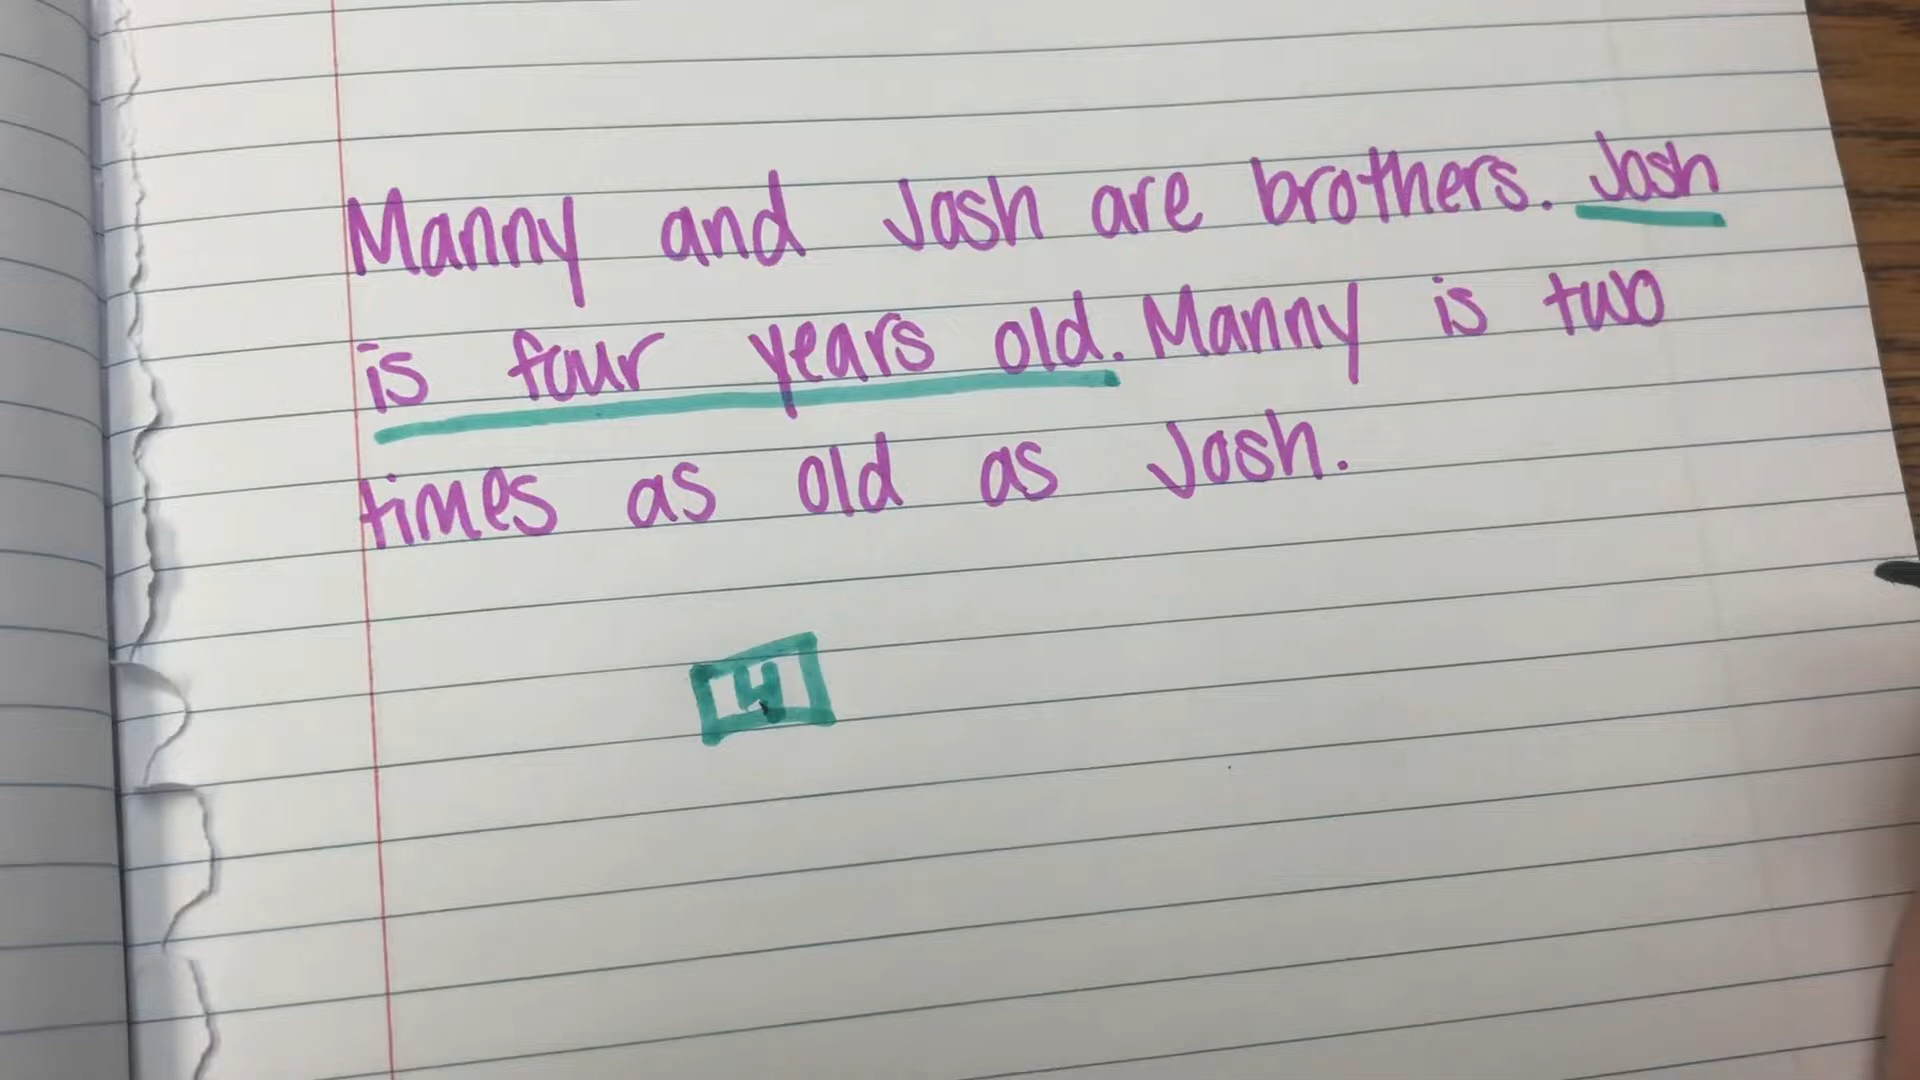 Manny and Josh are brothers. Josh
is four years old. Manny is two
times as old as Josh.
4